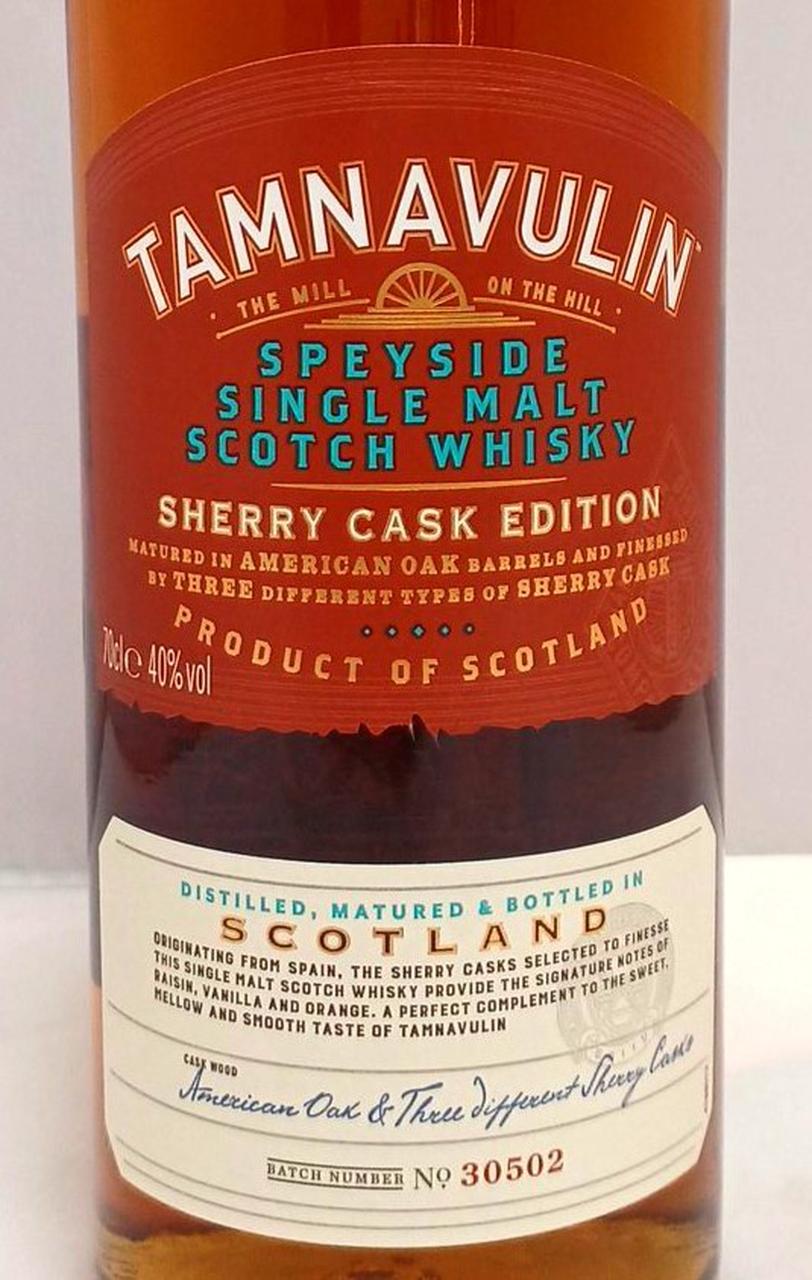 TAMNAVULIN™
· THE MILL ON THE HILL ·
SPEYSIDE
SINGLE MALT
SCOTCH WHISKY
SHERRY CASK EDITION
MATURED IN AMERICAN OAK BARRELS AND FINESSED
BY THREE DIFFERENT TYPES OF SHERRY CASK
PRODUCT OF SCOTLAND
70cl e 40%vol
DISTILLED, MATURED & BOTTLED IN
SCOTLAND
ORIGINATING FROM SPAIN, THE SHERRY CASKS SELECTED TO FINESSE
THIS SINGLE MALT SCOTCH WHISKY PROVIDE THE SIGNATURE NOTES OF
RAISIN, VANILLA AND ORANGE. A PERFECT COMPLEMENT TO THE SWEET,
MELLOW AND SMOOTH TASTE OF TAMNAVULIN
CASK WOOD
American Oak & Three different Sherry Casks
BATCH NUMBER No 30502